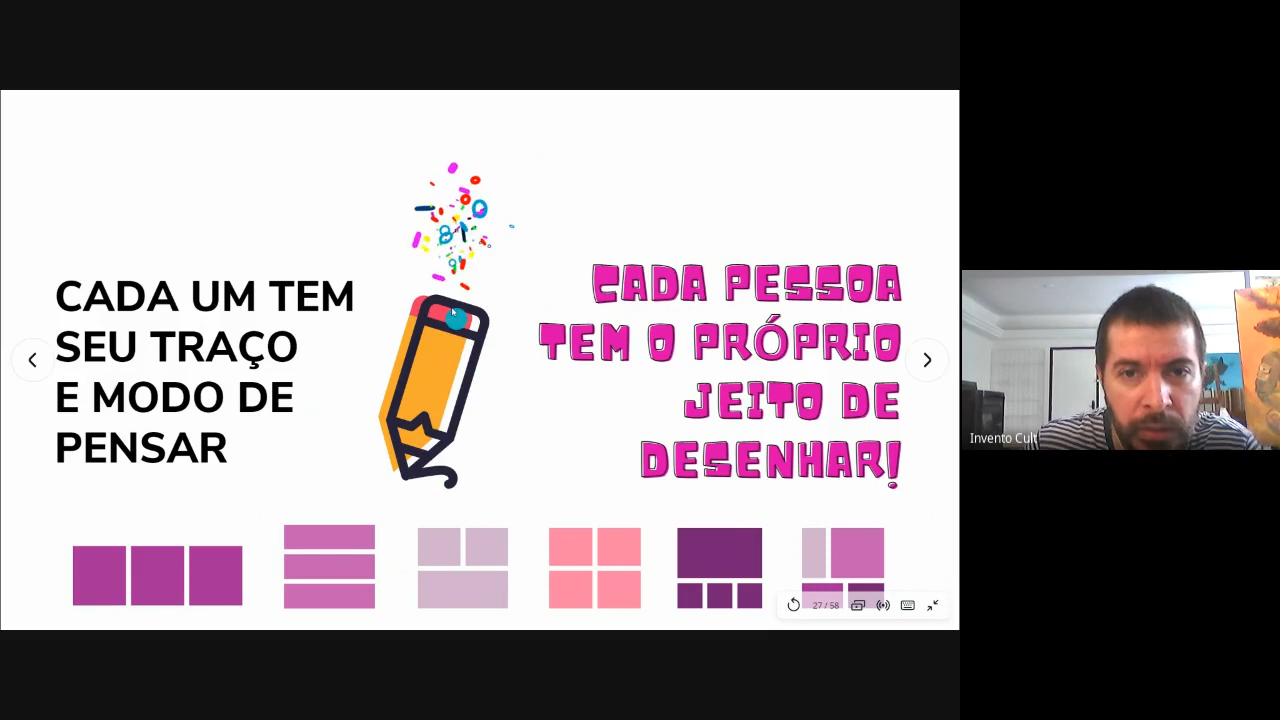 CADA UM TEM
SEU TRAÇO
E MODO DE
PENSAR
CADA PESSOA
TEM O PRÓPRIO
JEITO DE
DESENHAR!
27 / 58
Invento Cult